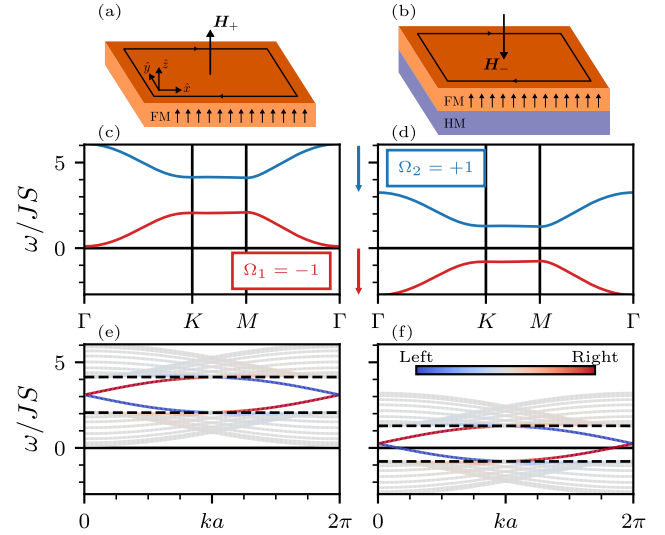 (a)
(b)
H₊
H₋
ŷ ẑ x̂
FM
FM
HM
(c)
(d)
ω/JS
5
0
Ω₁ = −1
Ω₂ = +1
Γ K M Γ
Γ K M Γ
(e)
(f)
ω/JS
5
0
Left Right
0 ka 2π
0 ka 2π